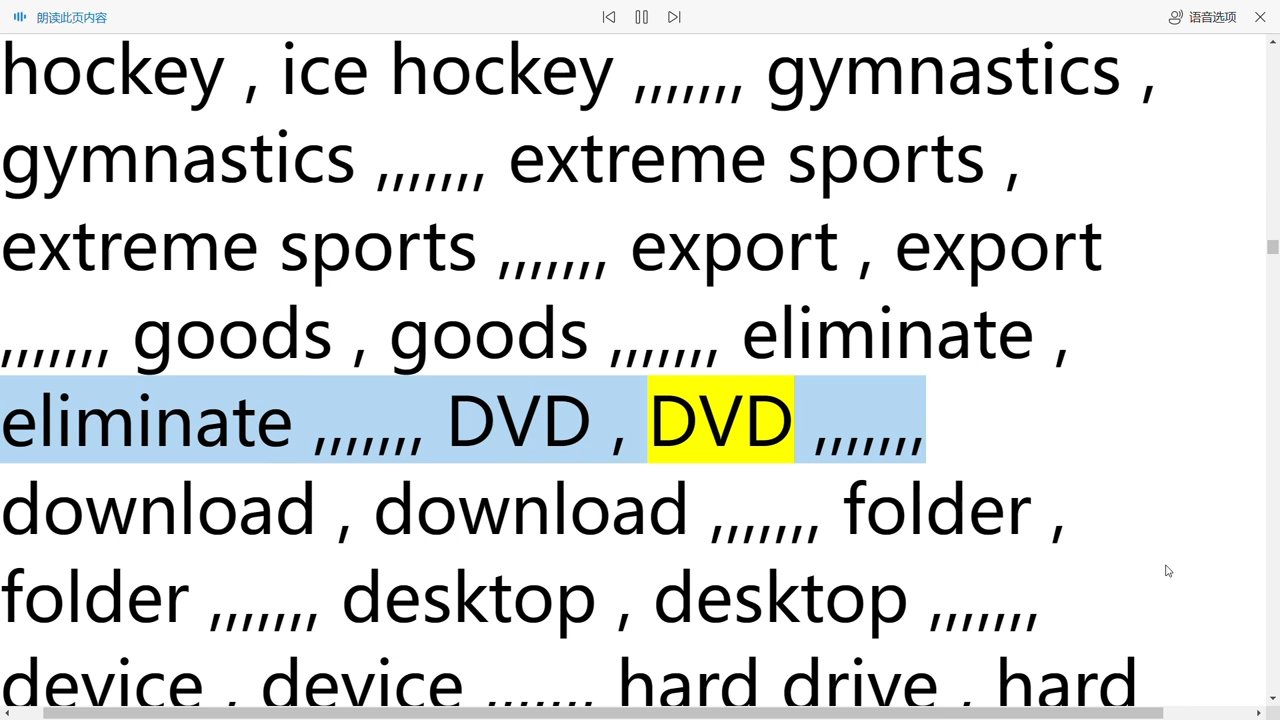 朗读此页内容 语音选项
hockey , ice hockey ,,,,,,, gymnastics ,
gymnastics ,,,,,,, extreme sports ,
extreme sports ,,,,,,, export , export
,,,,,,, goods , goods ,,,,,,, eliminate ,
eliminate ,,,,,,, DVD , DVD ,,,,,,,
download , download ,,,,,,, folder ,
folder ,,,,,,, desktop , desktop ,,,,,,,
device , device ,,,,,,, hard drive , hard